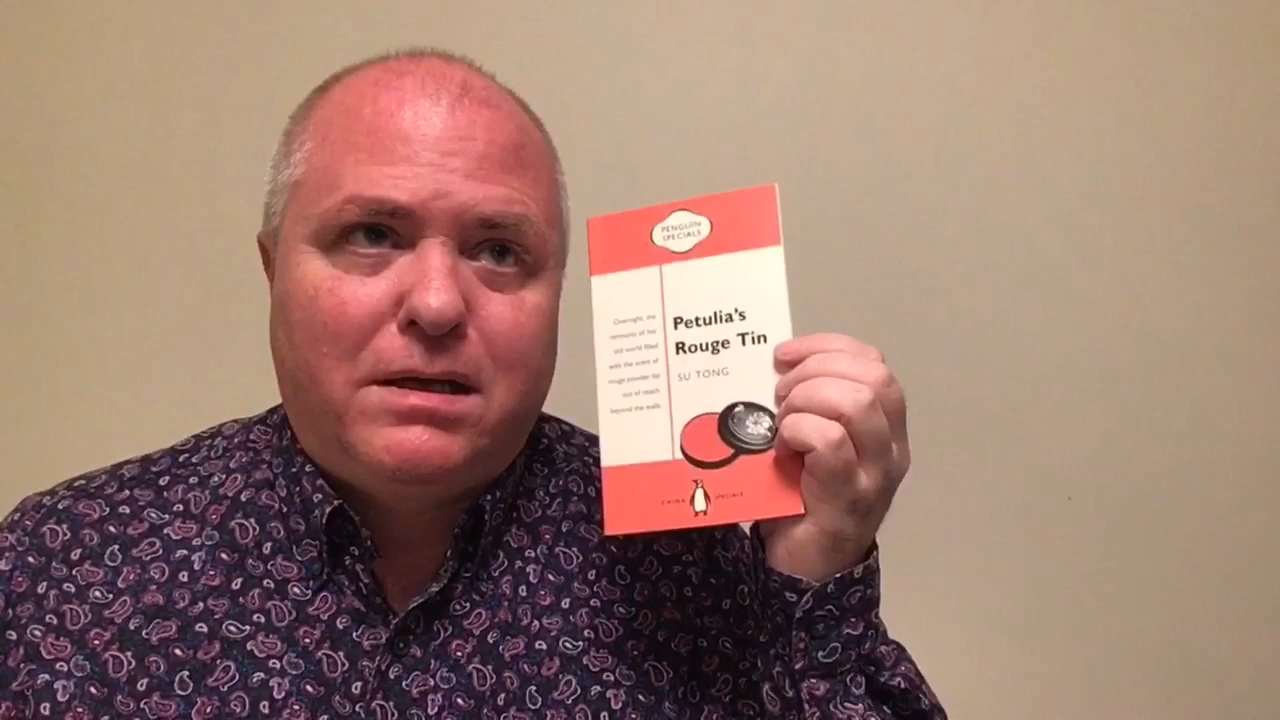 PENGUIN
SPECIALS
Petulia's
Rouge Tin
SU TONG
Overnight, the
remnants of her
old world filled
with the scent of
rouge powder lay
out of reach,
beyond the walls.
CHINA SPECIALS